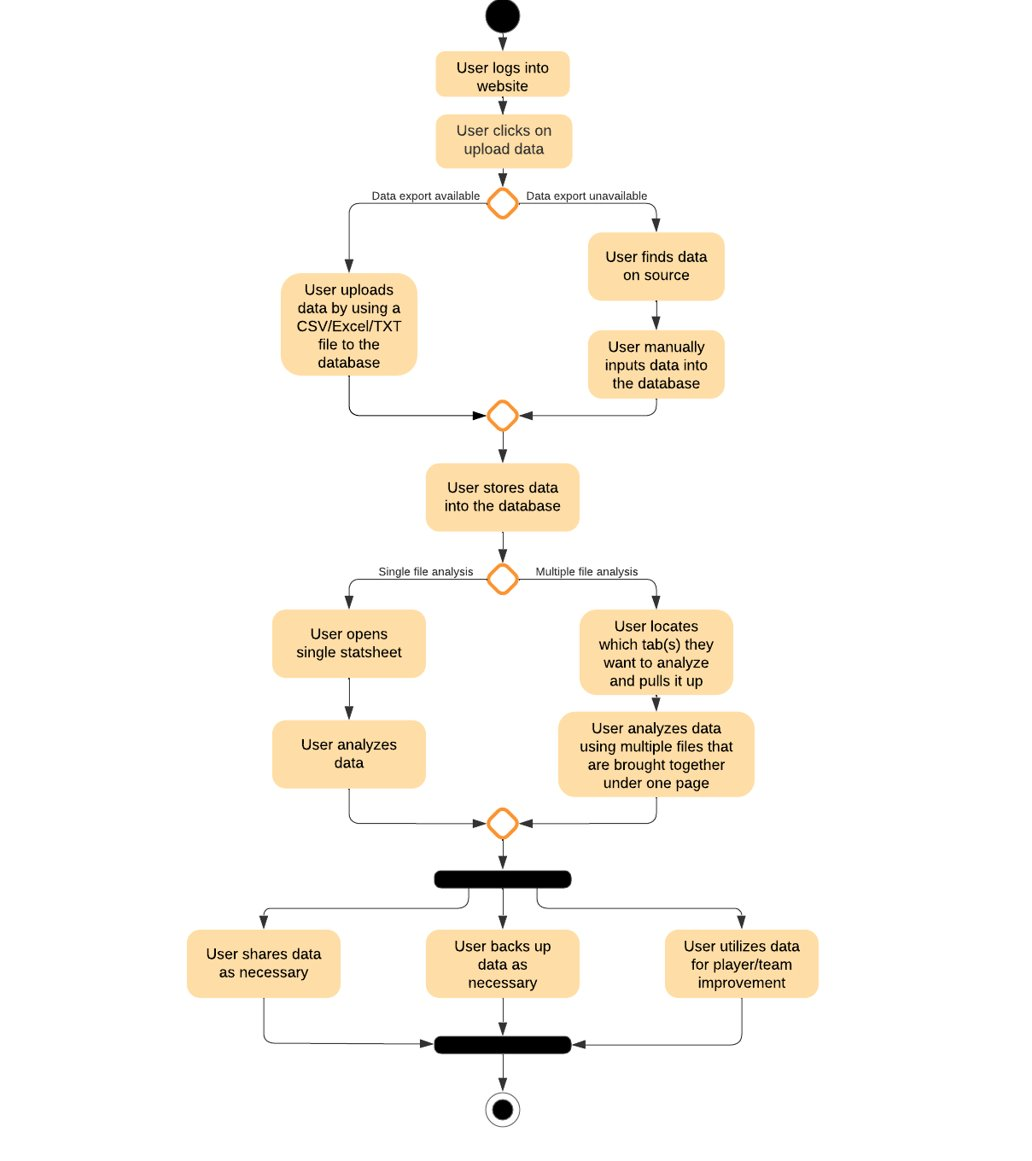 User logs into
website
User clicks on
upload data
Data export available
Data export unavailable
User uploads
data by using a
CSV/Excel/TXT
file to the
database
User finds data
on source
User manually
inputs data into
the database
User stores data
into the database
Single file analysis
Multiple file analysis
User opens
single statsheet
User analyzes
data
User locates
which tab(s) they
want to analyze
and pulls it up
User analyzes data
using multiple files that
are brought together
under one page
User shares data
as necessary
User backs up
data as
necessary
User utilizes data
for player/team
improvement